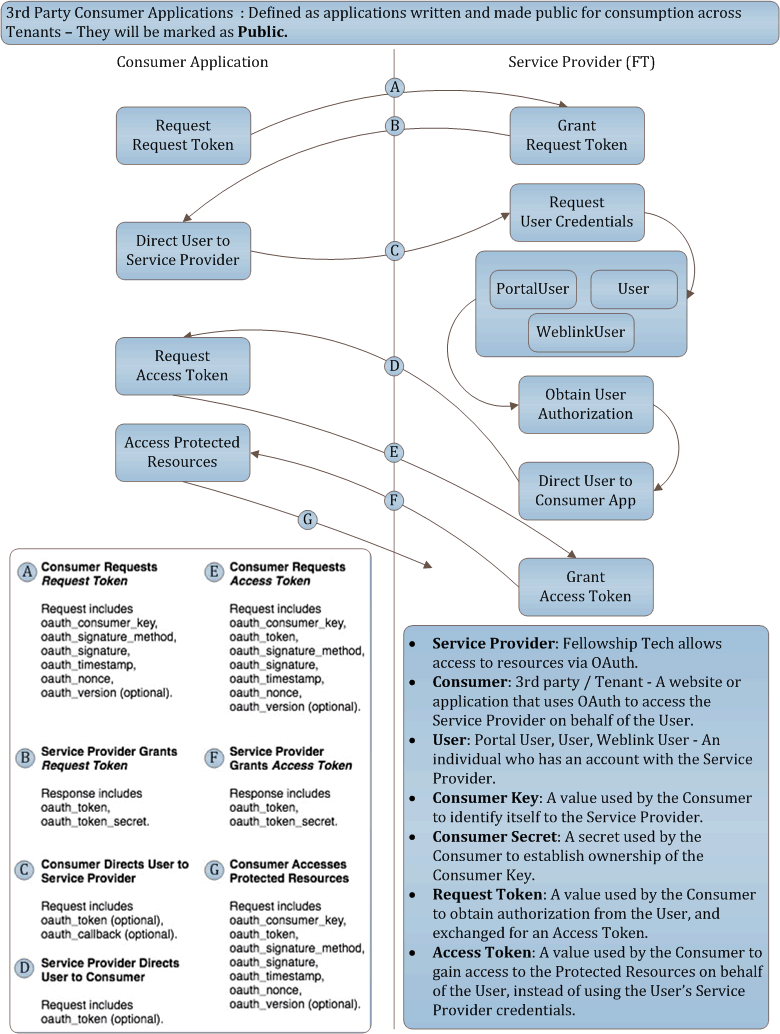 3rd Party Consumer Applications : Defined as applications written and made public for consumption across
Tenants – They will be marked as Public.
Consumer Application
Service Provider (FT)
A
Request
Request Token
Grant
Request Token
B
Request
User Credentials
Direct User to
Service Provider
C
PortalUser
User
WeblinkUser
Request
Access Token
D
Obtain User
Authorization
Access Protected
Resources
E
Direct User to
Consumer App
F
G
Grant
Access Token
A
Consumer Requests
Request Token
Request includes
oauth_consumer_key,
oauth_signature_method,
oauth_signature,
oauth_timestamp,
oauth_nonce,
oauth_version (optional).
B
Service Provider Grants
Request Token
Response includes
oauth_token,
oauth_token_secret.
C
Consumer Directs User to
Service Provider
Request includes
oauth_token (optional),
oauth_callback (optional).
D
Service Provider Directs
User to Consumer
Request includes
oauth_token (optional).
E
Consumer Requests
Access Token
Request includes
oauth_consumer_key,
oauth_token,
oauth_signature_method,
oauth_signature,
oauth_timestamp,
oauth_nonce,
oauth_version (optional).
F
Service Provider
Grants Access Token
Response includes
oauth_token,
oauth_token_secret.
G
Consumer Accesses
Protected Resources
Request includes
oauth_consumer_key,
oauth_token,
oauth_signature_method,
oauth_signature,
oauth_timestamp,
oauth_nonce,
oauth_version (optional).
• Service Provider: Fellowship Tech allows
access to resources via OAuth.
• Consumer: 3rd party / Tenant - A website or
application that uses OAuth to access the
Service Provider on behalf of the User.
• User: Portal User, User, Weblink User - An
individual who has an account with the Service
Provider.
• Consumer Key: A value used by the Consumer
to identify itself to the Service Provider.
• Consumer Secret: A secret used by the
Consumer to establish ownership of the
Consumer Key.
• Request Token: A value used by the Consumer
to obtain authorization from the User, and
exchanged for an Access Token.
• Access Token: A value used by the Consumer to
gain access to the Protected Resources on behalf
of the User, instead of using the User’s Service
Provider credentials.